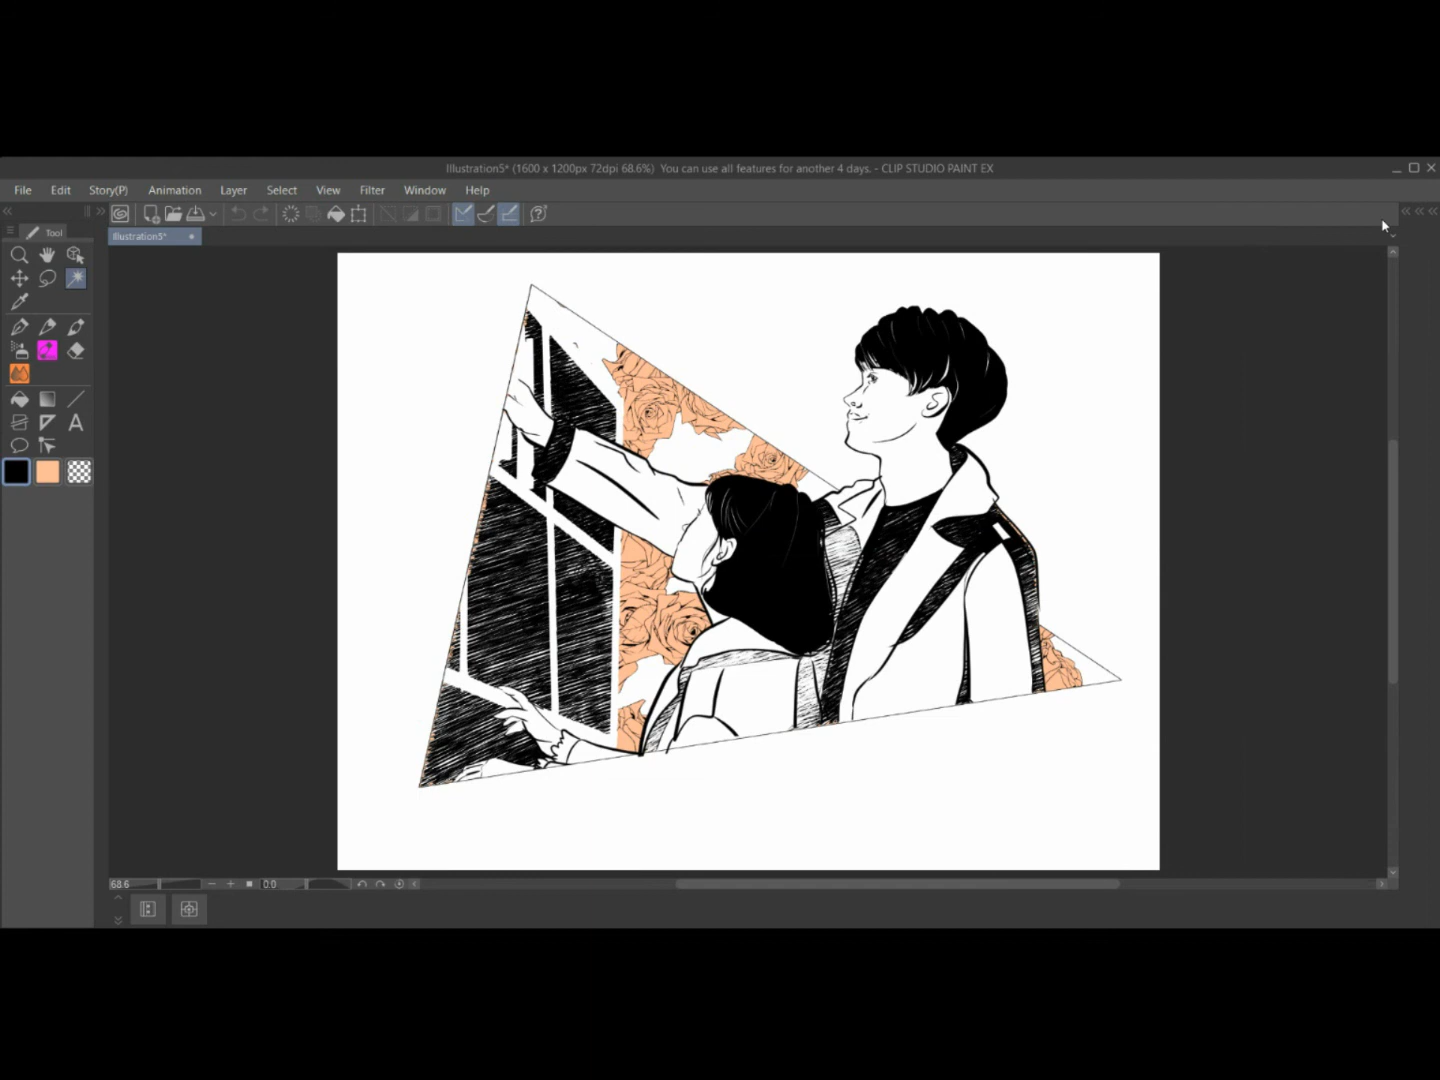 Illustration5* (1600 x 1200px 72dpi 68.6%)  You can use all features for another 4 days. - CLIP STUDIO PAINT EX
File Edit Story(P) Animation Layer Select View Filter Window Help
Tool
Illustration5*
A
68.6
0.0